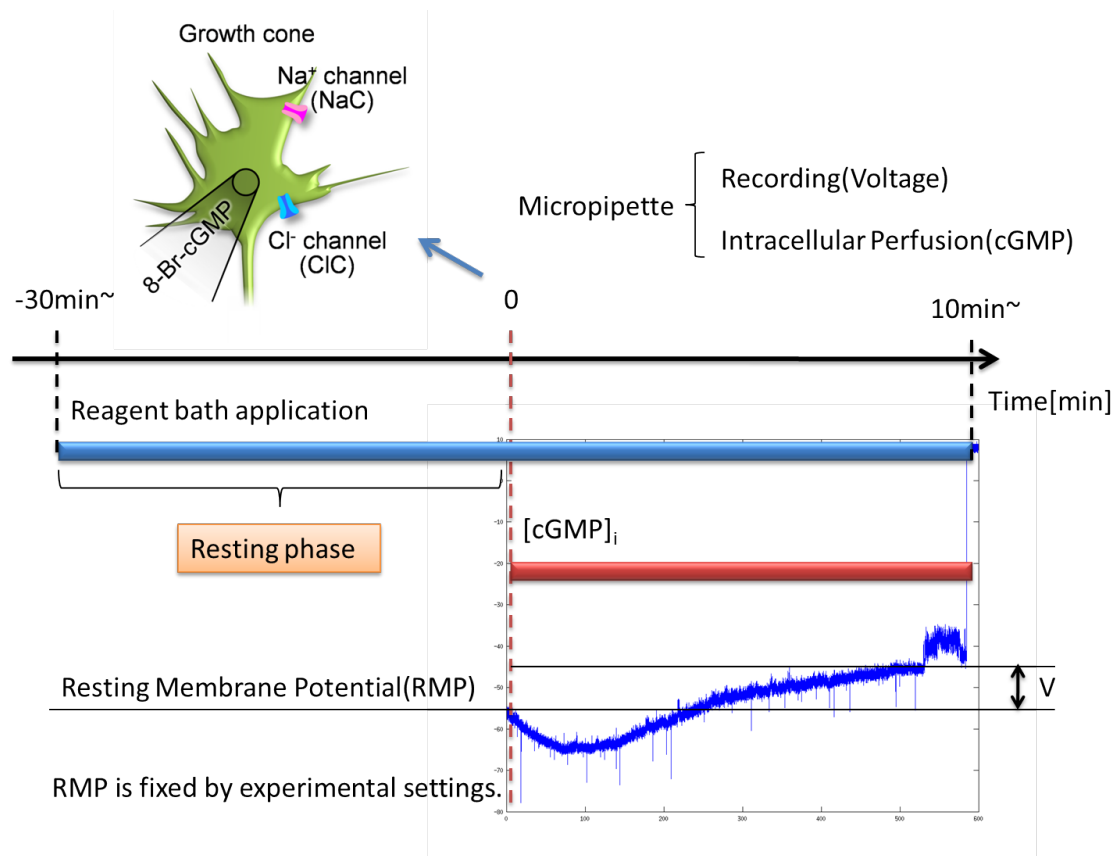 Growth cone
Na⁺ channel
(NaC)
8-Br-cGMP
Cl⁻ channel
(ClC)
Micropipette
Recording(Voltage)
Intracellular Perfusion(cGMP)
-30min~
0
10min~
Time[min]
Reagent bath application
Resting phase
[cGMP]i
Resting Membrane Potential(RMP)
V
RMP is fixed by experimental settings.
10
-10
-20
-30
-40
-50
-60
-70
-80
0
100
200
300
400
500
600